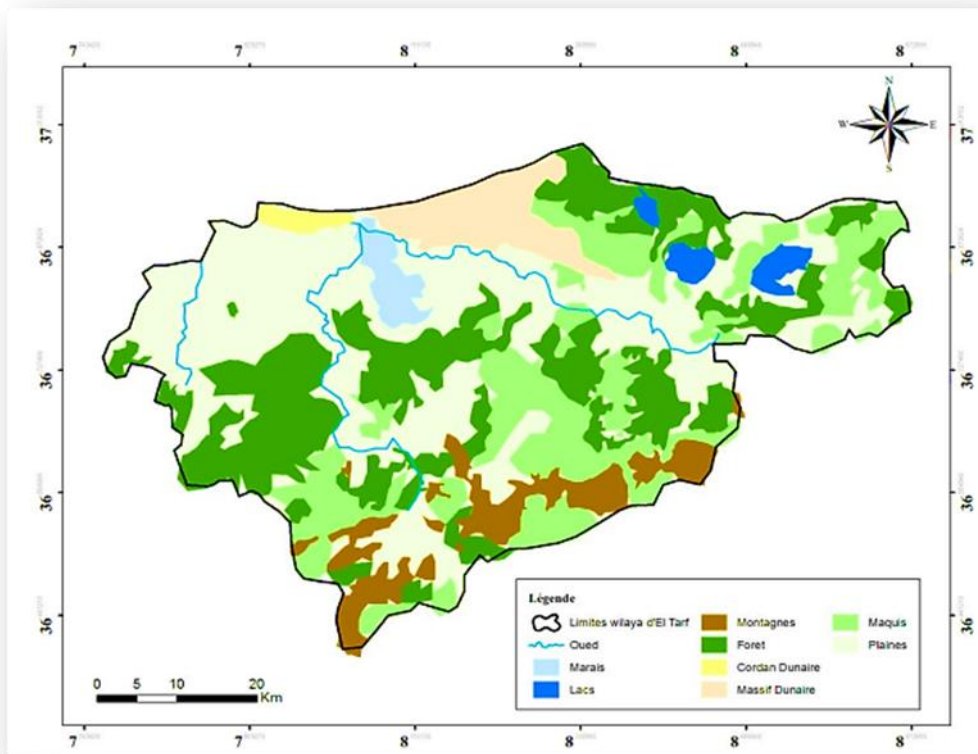 7 7 8 8 8 8
N
W E
S
37 37
36 36
36 36
36 36
36 36
Légende
Limites wilaya d'El Tarf
Oued
Marais
Lacs
Montagnes
Foret
Cordan Dunaire
Massif Dunaire
Maquis
Plaines
0 5 10 20
Km
7 7 8 8 8 8